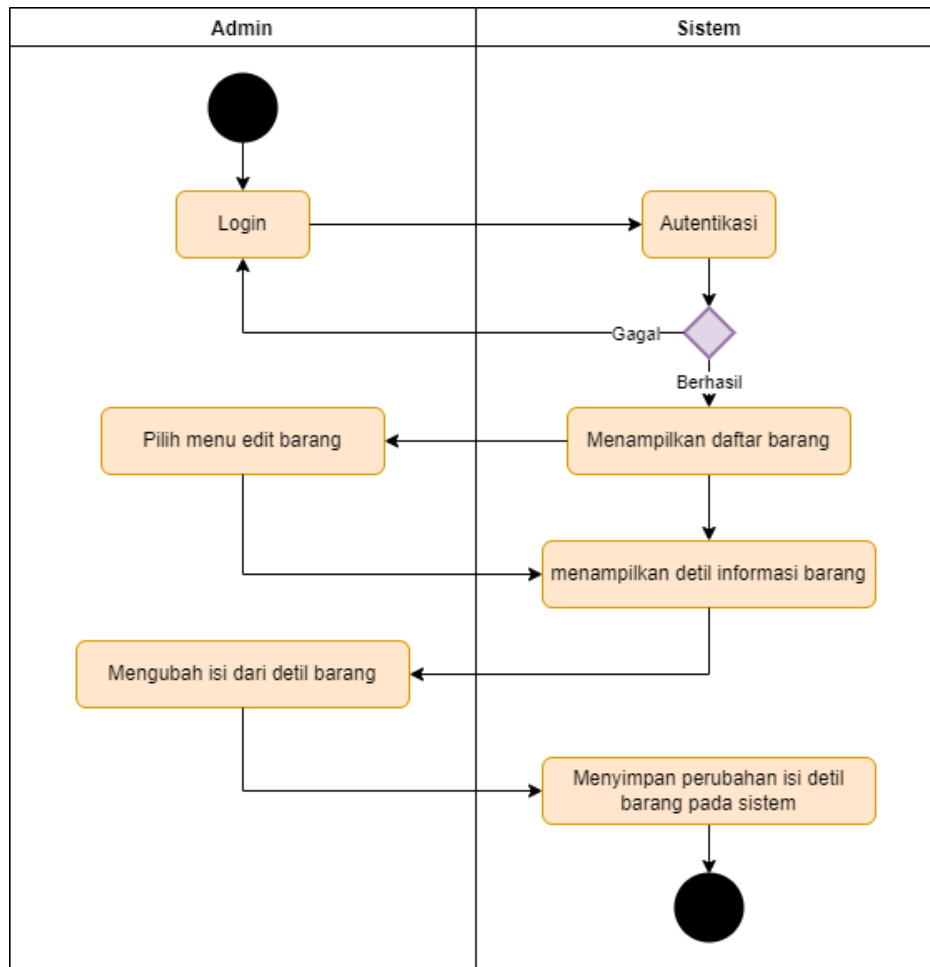 Admin
Sistem
Login
Autentikasi
Gagal
Berhasil
Pilih menu edit barang
Menampilkan daftar barang
menampilkan detil informasi barang
Mengubah isi dari detil barang
Menyimpan perubahan isi detil
barang pada sistem